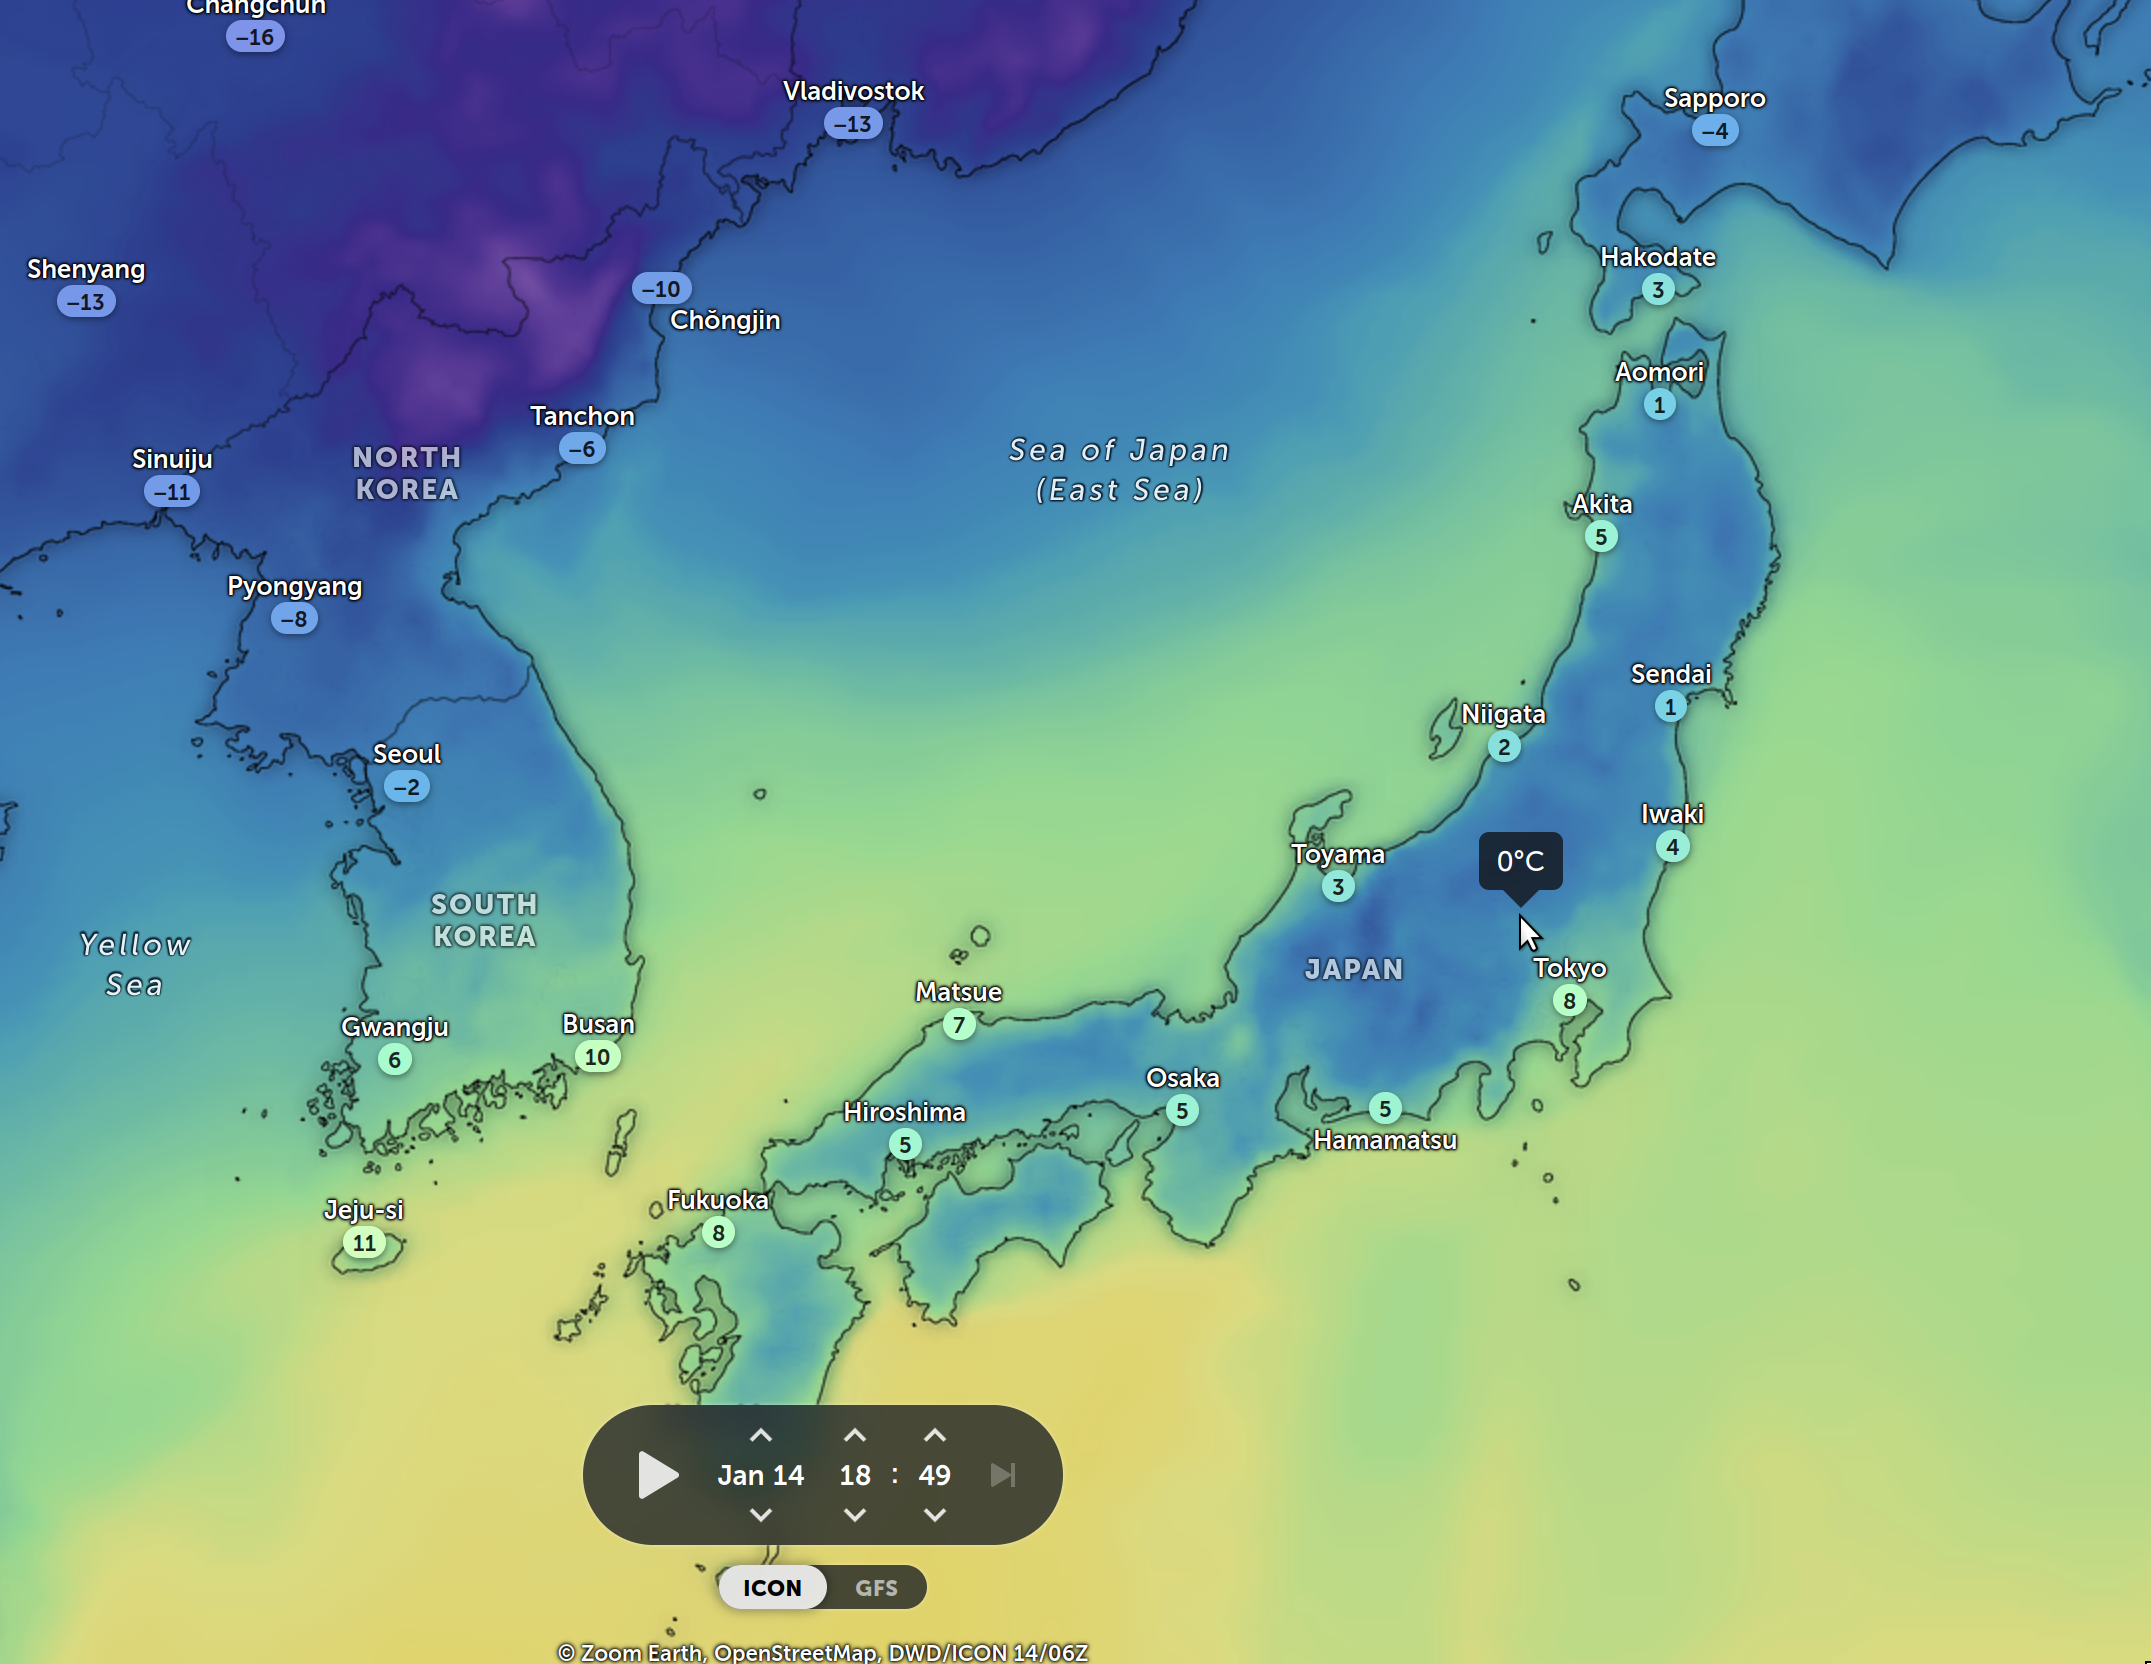 Changchun
−16
Vladivostok
−13
Sapporo
−4
Shenyang
−13
−10
Chŏngjin
Hakodate
3
Aomori
1
Tanchon
−6
NORTH
KOREA
Sinuiju
−11
Sea of Japan
(East Sea)
Akita
5
Pyongyang
−8
Sendai
1
Niigata
2
Seoul
−2
Iwaki
4
Toyama
3
0°C
SOUTH
KOREA
Yellow
Sea
JAPAN
Tokyo
8
Matsue
7
Gwangju
6
Busan
10
Osaka
5
5
Hamamatsu
Hiroshima
5
Fukuoka
8
Jeju-si
11
Jan 14 18 : 49
ICON GFS
© Zoom Earth, OpenStreetMap, DWD/ICON 14/06Z